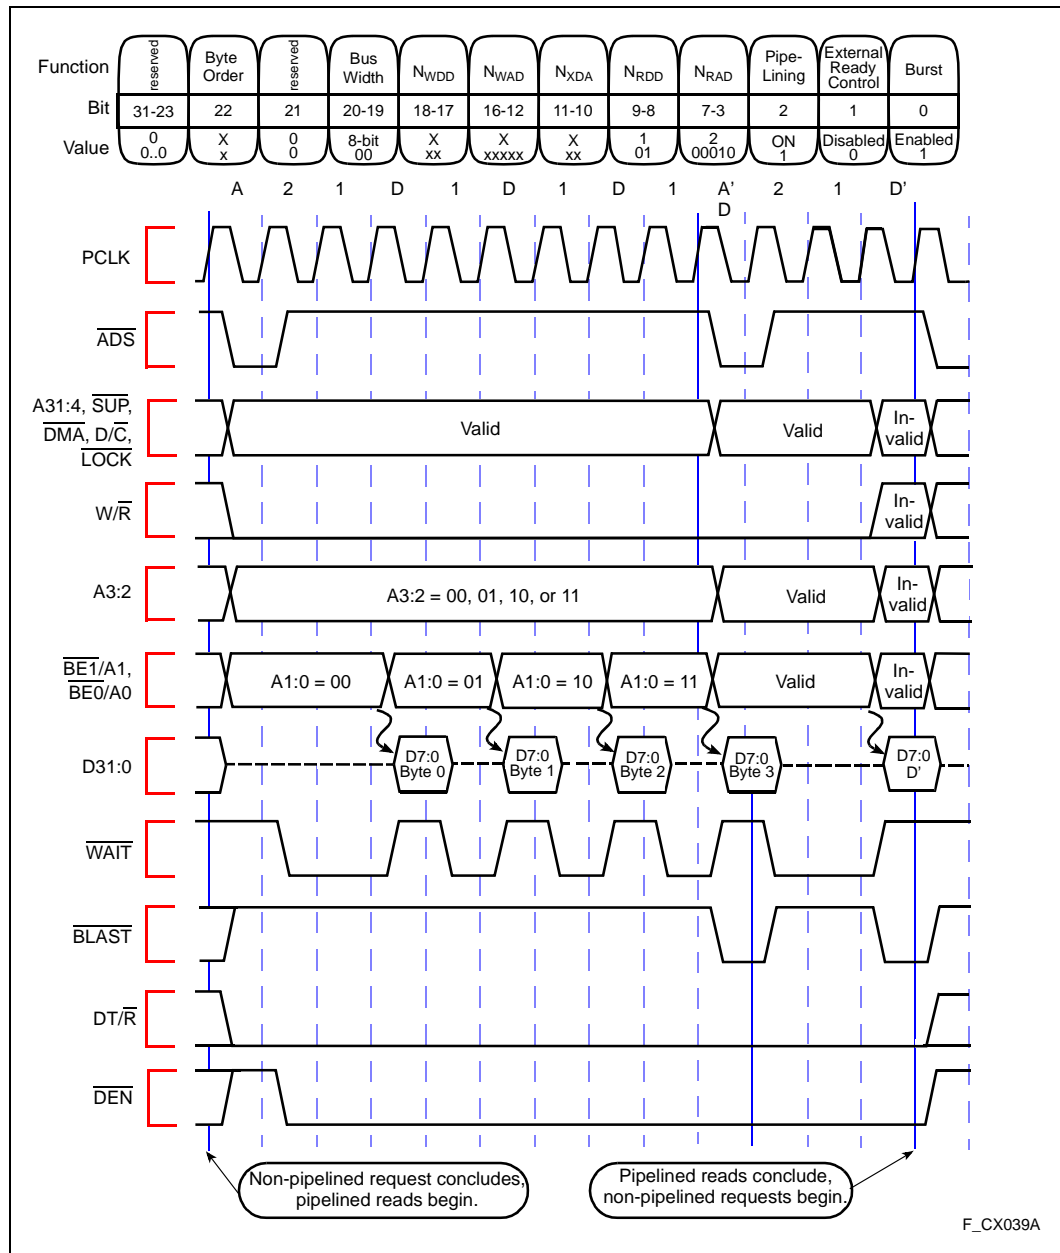 Function reserved Byte Order reserved Bus Width NWDD NWAD NXDA NRDD NRAD Pipe-Lining External Ready Control Burst
Bit 31-23 22 21 20-19 18-17 16-12 11-10 9-8 7-3 2 1 0
Value 0 X 0 8-bit X X X 1 2 ON Disabled Enabled
0..0 x 0 00 xx xxxxx xx 01 00010 1 0 1
A 2 1 D 1 D 1 D 1 A' 2 1 D'
D
PCLK
ADS
A31:4, SUP,
DMA, D/C,
LOCK
Valid Valid In-
valid
W/R In-
valid
A3:2 A3:2 = 00, 01, 10, or 11 Valid In-
valid
BE1/A1,
BE0/A0
A1:0 = 00 A1:0 = 01 A1:0 = 10 A1:0 = 11 Valid In-
valid
D31:0 D7:0 D7:0 D7:0 D7:0 D7:0
Byte 0 Byte 1 Byte 2 Byte 3 D'
WAIT
BLAST
DT/R
DEN
Non-pipelined request concludes,
pipelined reads begin.
Pipelined reads conclude,
non-pipelined requests begin.
F_CX039A